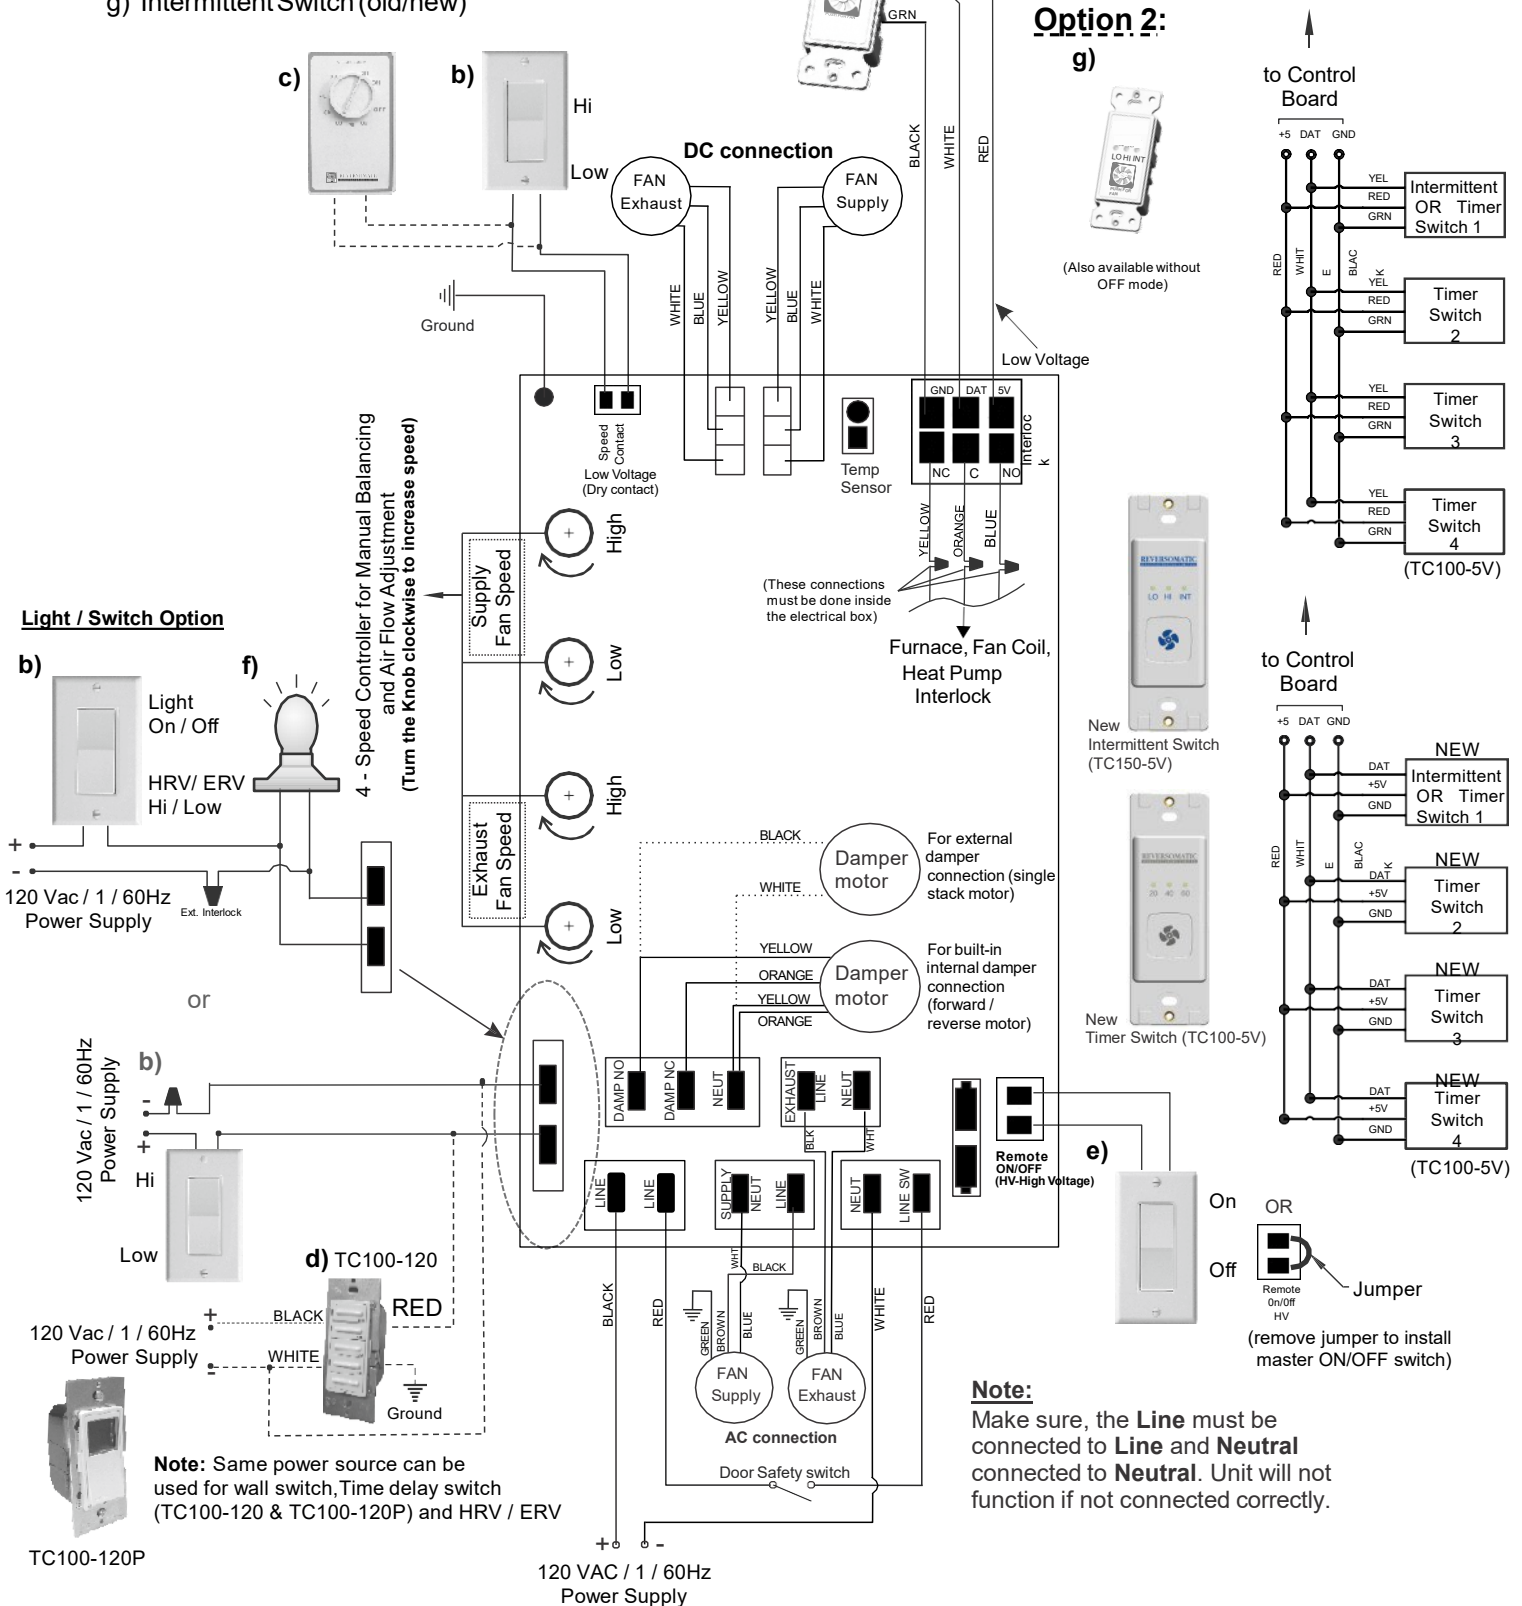 g) Intermittent Switch (old/new)
GRN
Option 2:
g)
LO HI INT
(Also available without
OFF mode)
c)
OFF
b)
Hi
Low
DC connection
FAN
Exhaust
FAN
Supply
WHITE
BLUE
YELLOW
YELLOW
BLUE
WHITE
BLACK
WHITE
RED
Low Voltage
Ground
to Control
Board
+5 DAT GND
YEL
RED
GRN
Intermittent
OR Timer
Switch 1
RED
WHIT
E
BLAC
K
YEL
RED
GRN
Timer
Switch
2
YEL
RED
GRN
Timer
Switch
3
YEL
RED
GRN
Timer
Switch
4
(TC100-5V)
Speed
Contact
Low Voltage
(Dry contact)
Temp
Sensor
GND DAT 5V
Interloc
k
NC C NO
YELLOW
ORANGE
BLUE
(These connections
must be done inside
the electrical box)
Furnace, Fan Coil,
Heat Pump
Interlock
4 - Speed Controller for Manual Balancing
and Air Flow Adjustment
(Turn the Knob clockwise to increase speed)
Supply
Fan Speed
High
Low
Exhaust
Fan Speed
High
Low
REVERSOMATIC
LO HI INT
New
Intermittent Switch
(TC150-5V)
REVERSOMATIC
20 40 60
New
Timer Switch (TC100-5V)
to Control
Board
+5 DAT GND
NEW
DAT
+5V
GND
Intermittent
OR Timer
Switch 1
RED
WHIT
E
BLAC
K
NEW
DAT
+5V
GND
Timer
Switch
2
NEW
DAT
+5V
GND
Timer
Switch
3
NEW
DAT
+5V
GND
Timer
Switch
4
(TC100-5V)
Light / Switch Option
b)
Light
On / Off
HRV/ ERV
Hi / Low
f)
+
-
120 Vac / 1 / 60Hz
Power Supply
Ext. Interlock
or
b)
120 Vac / 1 / 60Hz
Power Supply
-
+
Hi
Low
BLACK
WHITE
Damper
motor
For external
damper
connection (single
stack motor)
YELLOW
ORANGE
YELLOW
ORANGE
Damper
motor
For built-in
internal damper
connection
(forward /
reverse motor)
DAMP NO
DAMP NC
NEUT
EXHAUST
LINE
NEUT
BLK
WHT
LINE
LINE
SUPPLY
NEUT
LINE
NEUT
LINE SW
Remote
ON/OFF
(HV-High Voltage)
e)
On
Off
OR
Remote
0n/0ff
HV
Jumper
(remove jumper to install
master ON/OFF switch)
d) TC100-120
BLACK
RED
+
120 Vac / 1 / 60Hz
Power Supply
WHITE
-
Ground
BLACK
RED
WHT
BLACK
GREEN
BROWN
BLUE
GREEN
BROWN
BLUE
WHITE
RED
FAN
Supply
FAN
Exhaust
AC connection
Door Safety switch
+ -
120 VAC / 1 / 60Hz
Power Supply
Note: Same power source can be
used for wall switch,Time delay switch
(TC100-120 & TC100-120P) and HRV / ERV
TC100-120P
Note:
Make sure, the Line must be
connected to Line and Neutral
connected to Neutral. Unit will not
function if not connected correctly.